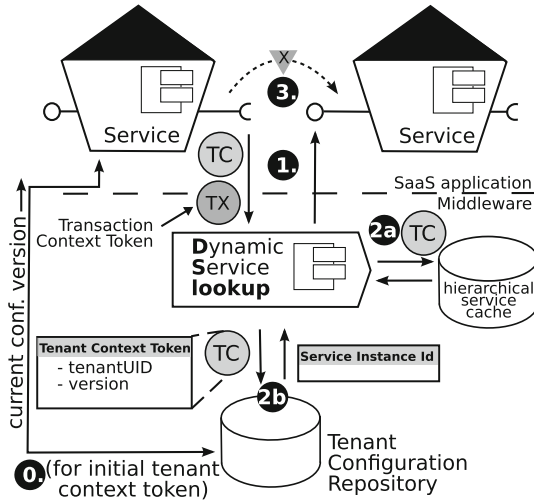 X
3.
Service
Service
TC
1.
SaaS application
Middleware
TX
Transaction
Context Token
2a
TC
Dynamic
Service
lookup
hierarchical
service
cache
current conf. version
Tenant Context Token
- tenantUID
- version
TC
Service Instance Id
2b
Tenant
Configuration
Repository
0.
(for initial tenant
context token)